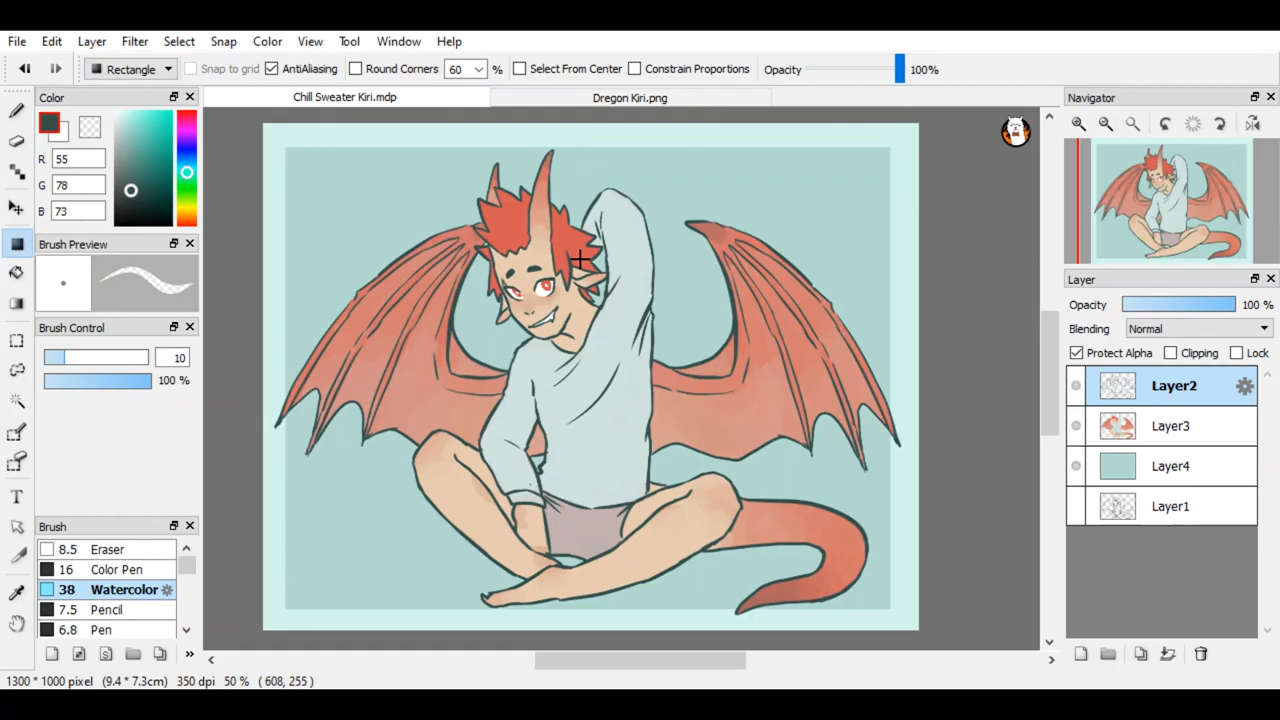 File Edit Layer Filter Select Snap Color View Tool Window Help
Rectangle Snap to grid AntiAliasing Round Corners 60 % Select From Center Constrain Proportions Opacity 100%
Color
Chill Sweater Kiri.mdp
Dregon Kiri.png
Navigator
R 55
G 78
B 73
Brush Preview
Brush Control
10
100 %
Brush
8.5 Eraser
16 Color Pen
38 Watercolor
7.5 Pencil
6.8 Pen
»
Layer
Opacity 100 %
Blending Normal
Protect Alpha Clipping Lock
Layer2
Layer3
Layer4
Layer1
1300 * 1000 pixel (9.4 * 7.3cm) 350 dpi 50 % ( 608, 255 )